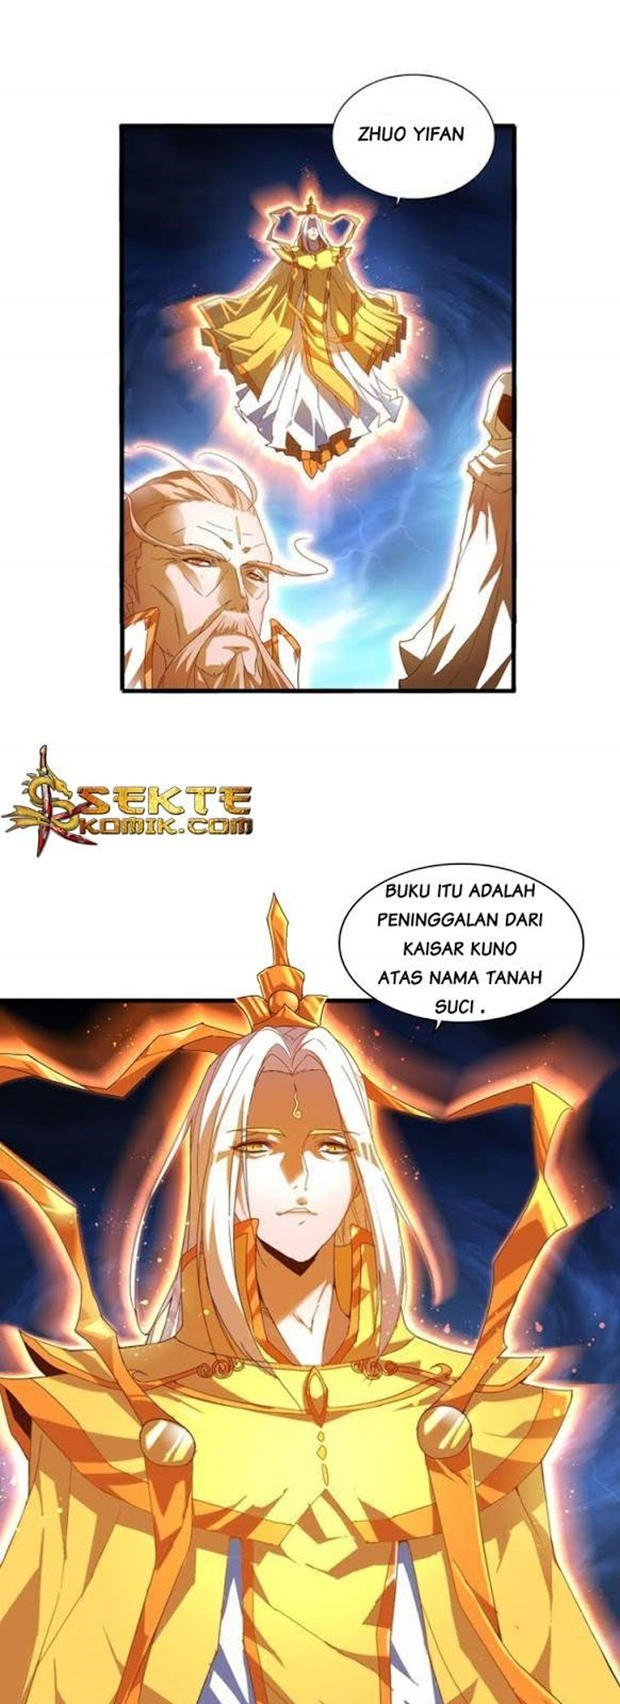 ZHUO YIFAN
SEKTE
KOMIK.COM
BUKU ITU ADALAH
PENINGGALAN DARI
KAISAR KUNO
ATAS NAMA TANAH
SUCI .